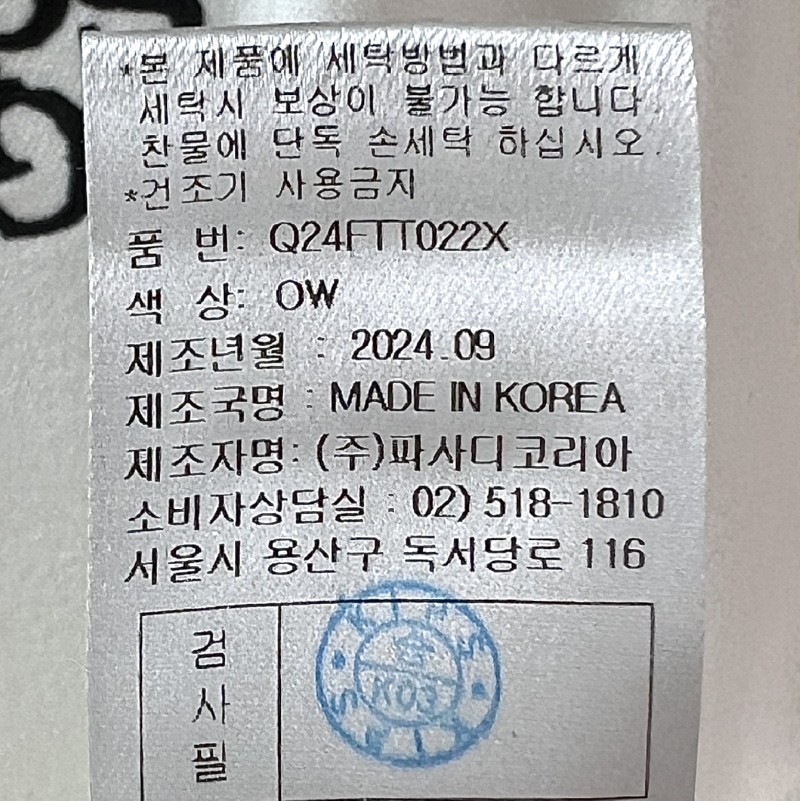 *본 제품에 세탁방법과 다르게
세탁시 보상이 불가능 합니다.
찬물에 단독 손세탁 하십시오.
*건조기 사용금지
품 번: Q24FTT022X
색 상: OW
제조년월 : 2024.09
제조국명 : MADE IN KOREA
제조자명: (주)파사디코리아
소비자상담실 : 02) 518-1810
서울시 용산구 독서당로 116
검
사
필
K03